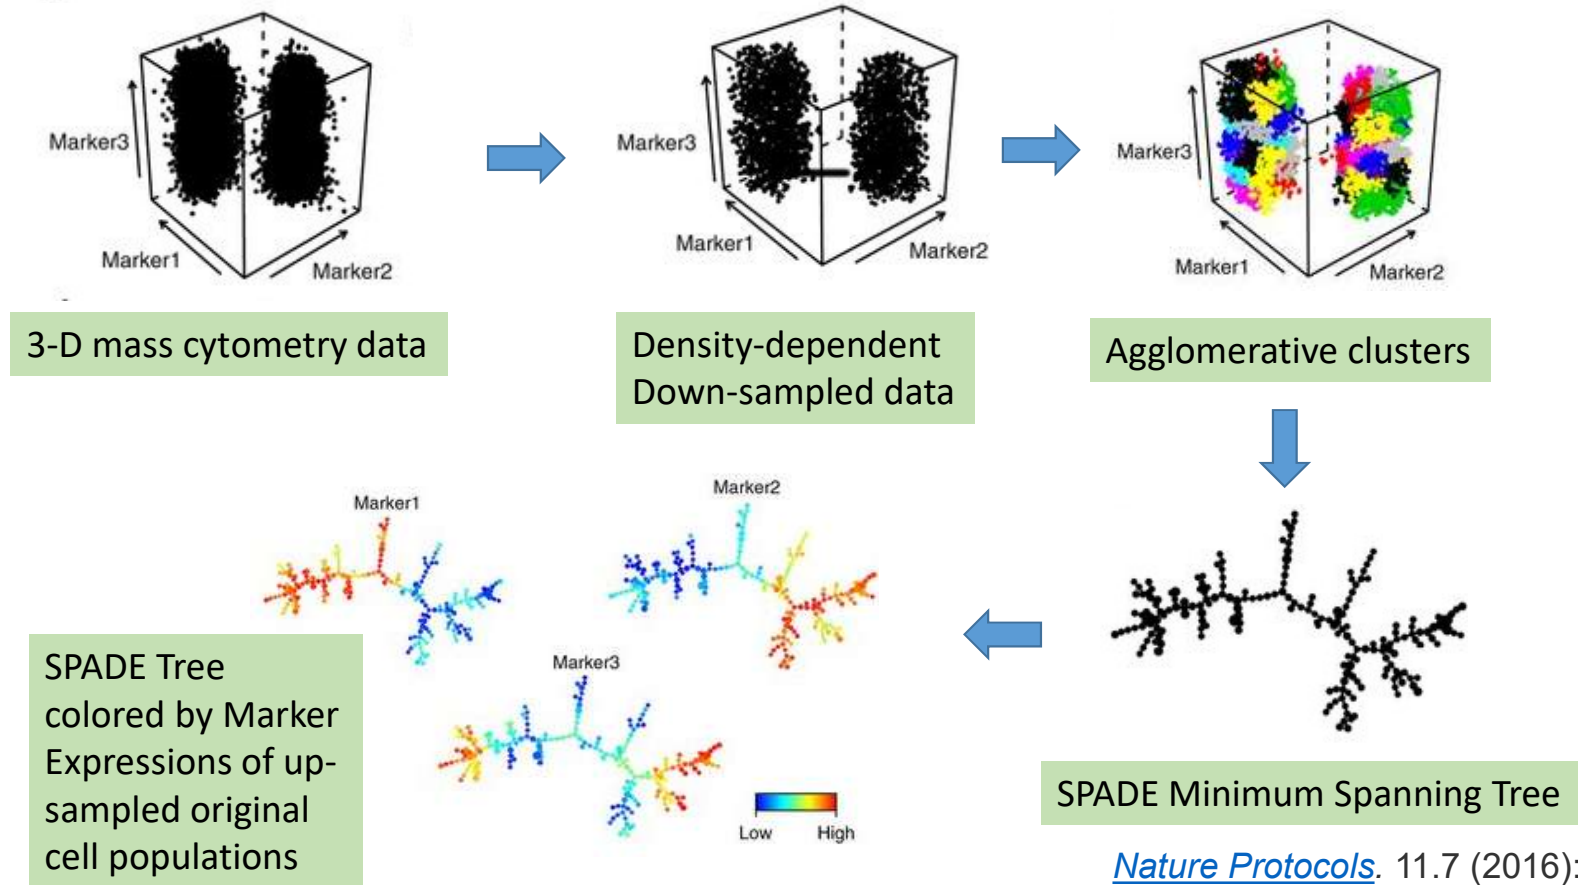 Marker3
Marker1
Marker2
Marker3
Marker1
Marker2
Marker3
Marker1
Marker2
3-D mass cytometry data
Density-dependent
Down-sampled data
Agglomerative clusters
Marker1
Marker2
Marker3
Low
High
SPADE Tree
colored by Marker
Expressions of up-
sampled original
cell populations
SPADE Minimum Spanning Tree
Nature Protocols. 11.7 (2016):